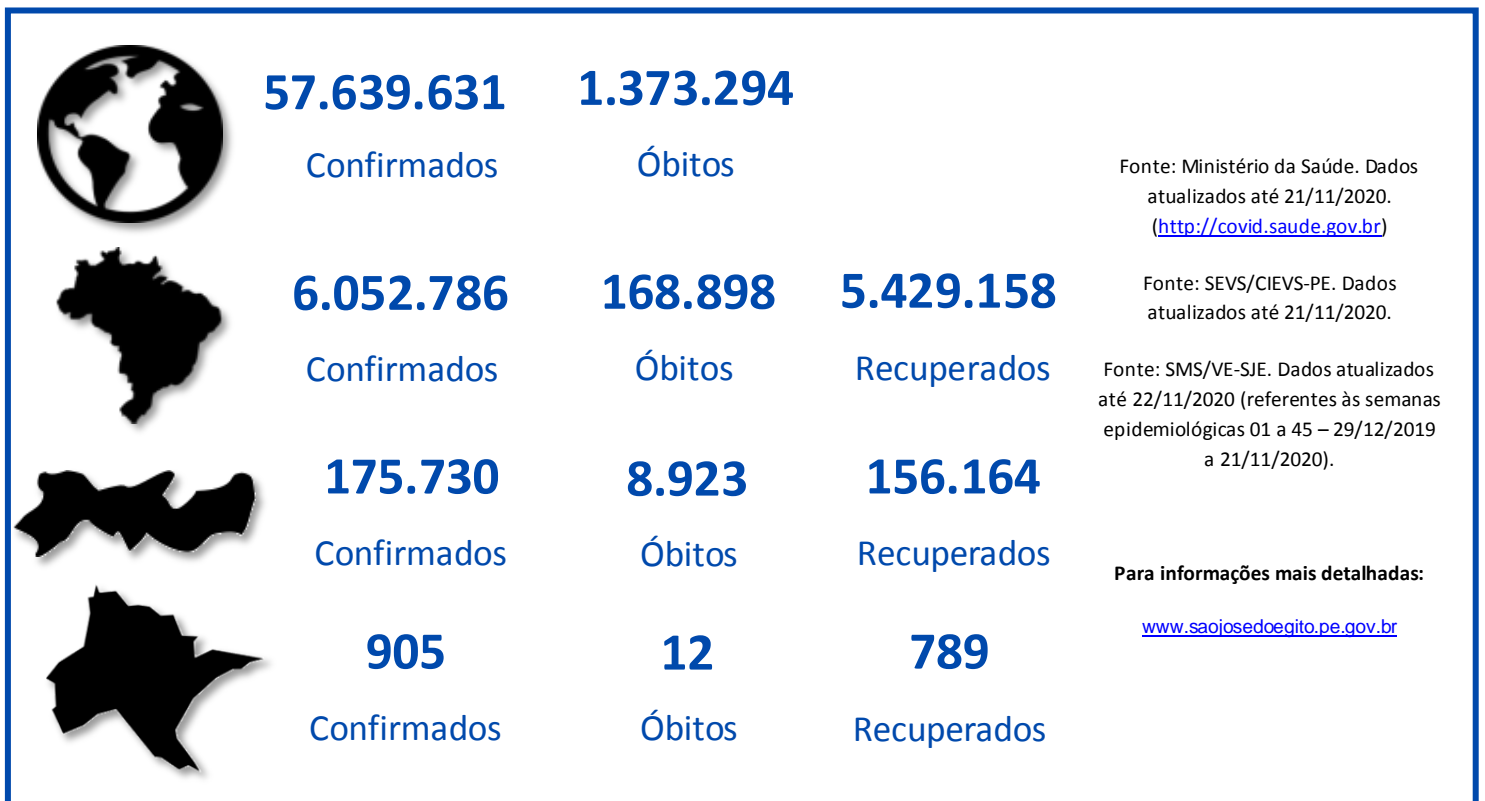 57.639.631 1.373.294
Confirmados Óbitos
6.052.786 168.898 5.429.158
Confirmados Óbitos Recuperados
175.730 8.923 156.164
Confirmados Óbitos Recuperados
905 12 789
Confirmados Óbitos Recuperados
Fonte: Ministério da Saúde. Dados
atualizados até 21/11/2020.
(http://covid.saude.gov.br)
Fonte: SEVS/CIEVS-PE. Dados
atualizados até 21/11/2020.
Fonte: SMS/VE-SJE. Dados atualizados
até 22/11/2020 (referentes às semanas
epidemiológicas 01 a 45 – 29/12/2019
a 21/11/2020).
Para informações mais detalhadas:
www.saojosedoegito.pe.gov.br